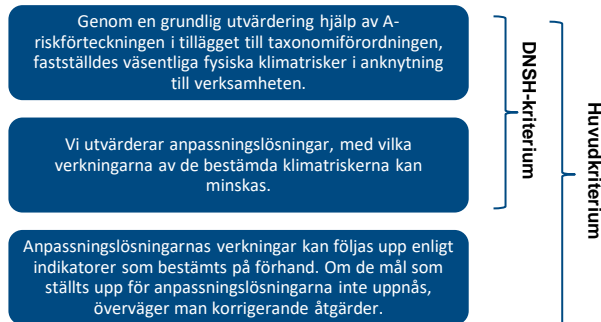 Genom en grundlig utvärdering hjälp av A-
riskförteckningen i tillägget till taxonomiförordningen,
fastställdes väsentliga fysiska klimatrisker i anknytning
till verksamheten.
Vi utvärderar anpassningslösningar, med vilka
verkningarna av de bestämda klimatriskerna kan
minskas.
Anpassningslösningarnas verkningar kan följas upp enligt
indikatorer som bestämts på förhand. Om de mål som
ställts upp för anpassningslösningarna inte uppnås,
överväger man korrigerande åtgärder.
DNSH-kriterium
Huvudkriterium